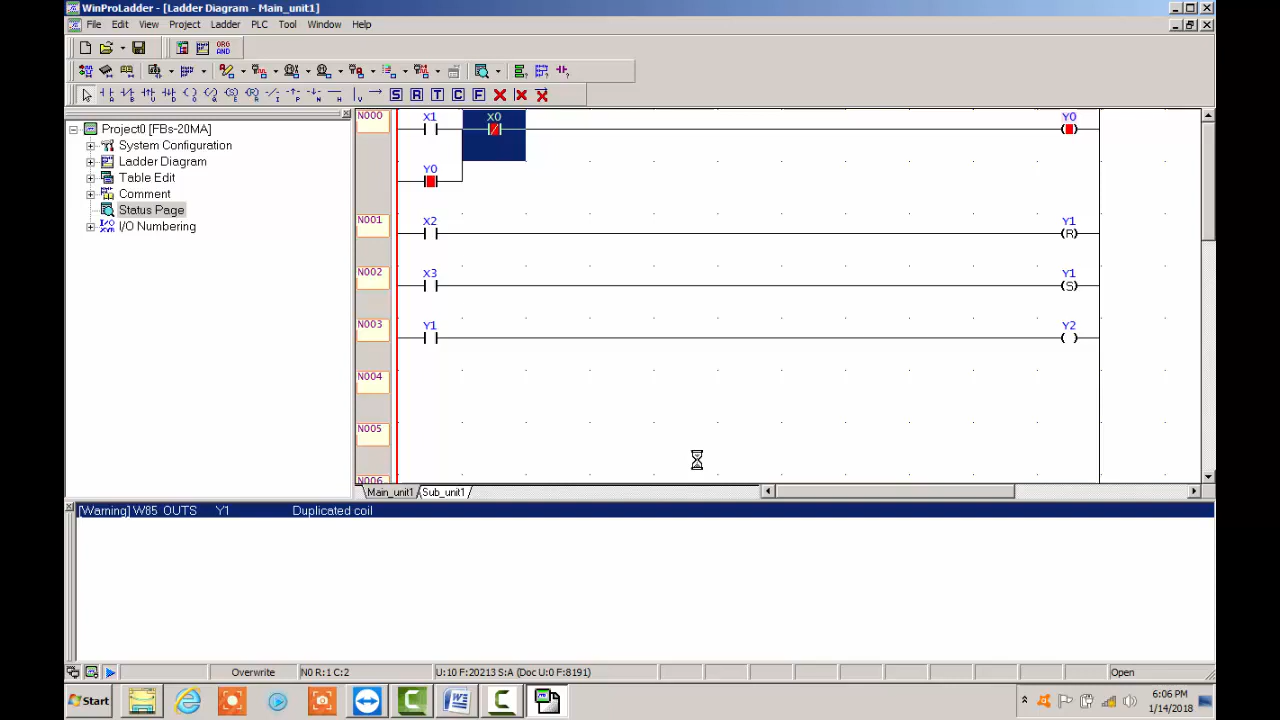 WinProLadder - [Ladder Diagram - Main_unit1]
File Edit View Project Ladder PLC Tool Window Help
ORG
AND
A B U D Q S R I P N H V S R T C F
Project0 [FBs-20MA]
System Configuration
Ladder Diagram
Table Edit
Comment
Status Page
I/O Numbering
N000 X1 X0 Y0
Y0
N001 X2 Y1
(R)
N002 X3 Y1
(S)
N003 Y1 Y2
( )
N004
N005
N006
Main_unit1 Sub_unit1
[Warning] W85 OUTS Y1 Duplicated coil
Overwrite N0 R:1 C:2 U:10 F:20213 S:A (Doc U:0 F:8191) Open
Start 6:06 PM
1/14/2018